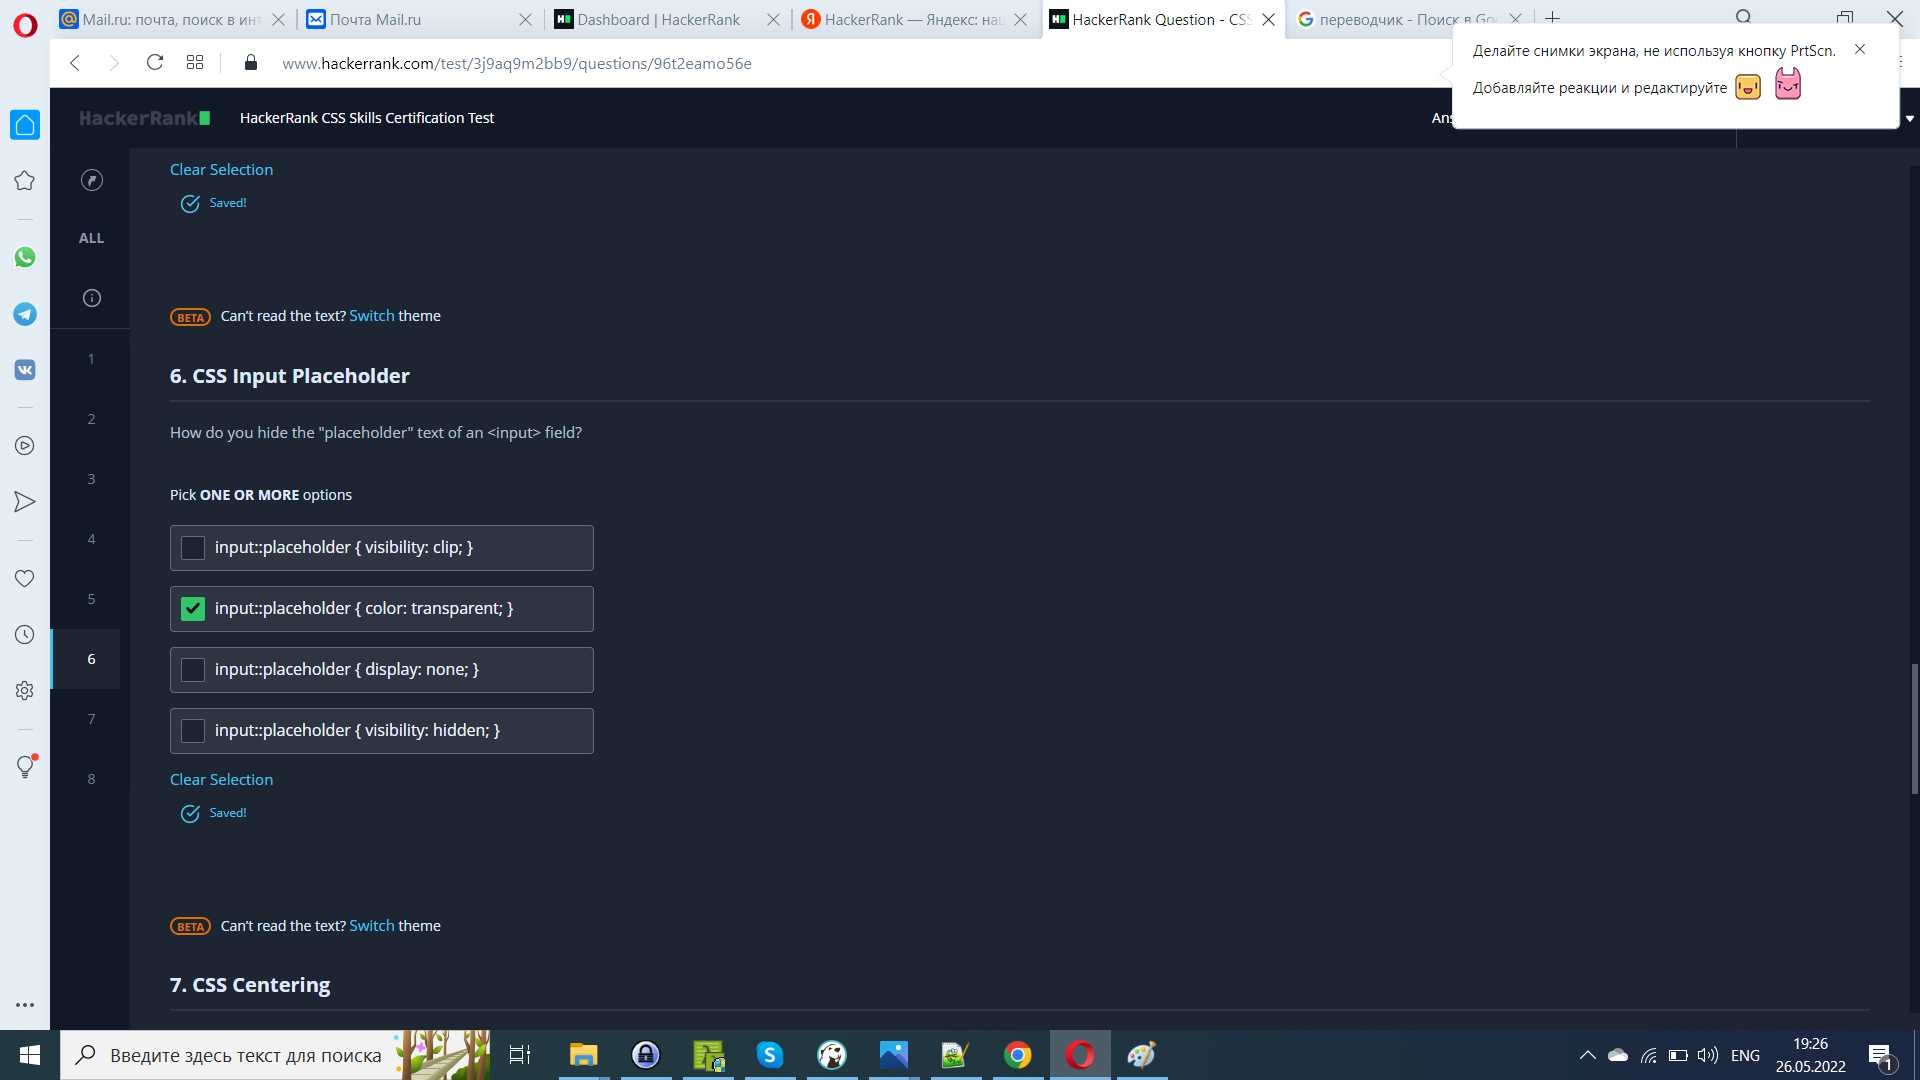 Mail.ru: почта, поиск в инт
Почта Mail.ru
Dashboard | HackerRank
HackerRank — Яндекс: наш
HackerRank Question - CSS
переводчик - Поиск в Goo
www.hackerrank.com/test/3j9aq9m2bb9/questions/96t2eamo56e
Делайте снимки экрана, не используя кнопку PrtScn.
Добавляйте реакции и редактируйте
HackerRank
HackerRank CSS Skills Certification Test
Ans
Clear Selection
Saved!
ALL
BETA Can't read the text? Switch theme
1
6. CSS Input Placeholder
2
How do you hide the "placeholder" text of an <input> field?
3
Pick ONE OR MORE options
4
input::placeholder { visibility: clip; }
5
input::placeholder { color: transparent; }
6
input::placeholder { display: none; }
7
input::placeholder { visibility: hidden; }
8
Clear Selection
Saved!
BETA Can't read the text? Switch theme
7. CSS Centering
Введите здесь текст для поиска
ENG
19:26
26.05.2022
1